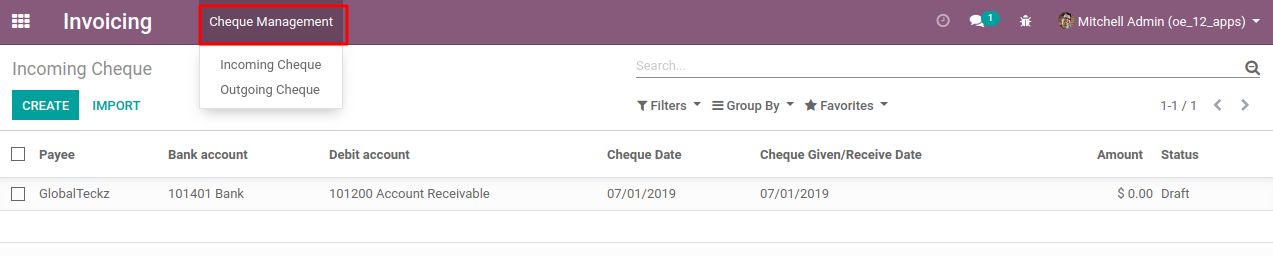 Invoicing Cheque Management 1 Mitchell Admin (oe_12_apps)
Incoming Cheque
Outgoing Cheque
Incoming Cheque Search...
CREATE IMPORT Filters Group By Favorites 1-1 / 1
Payee Bank account Debit account Cheque Date Cheque Given/Receive Date Amount Status
GlobalTeckz 101401 Bank 101200 Account Receivable 07/01/2019 07/01/2019 $ 0.00 Draft